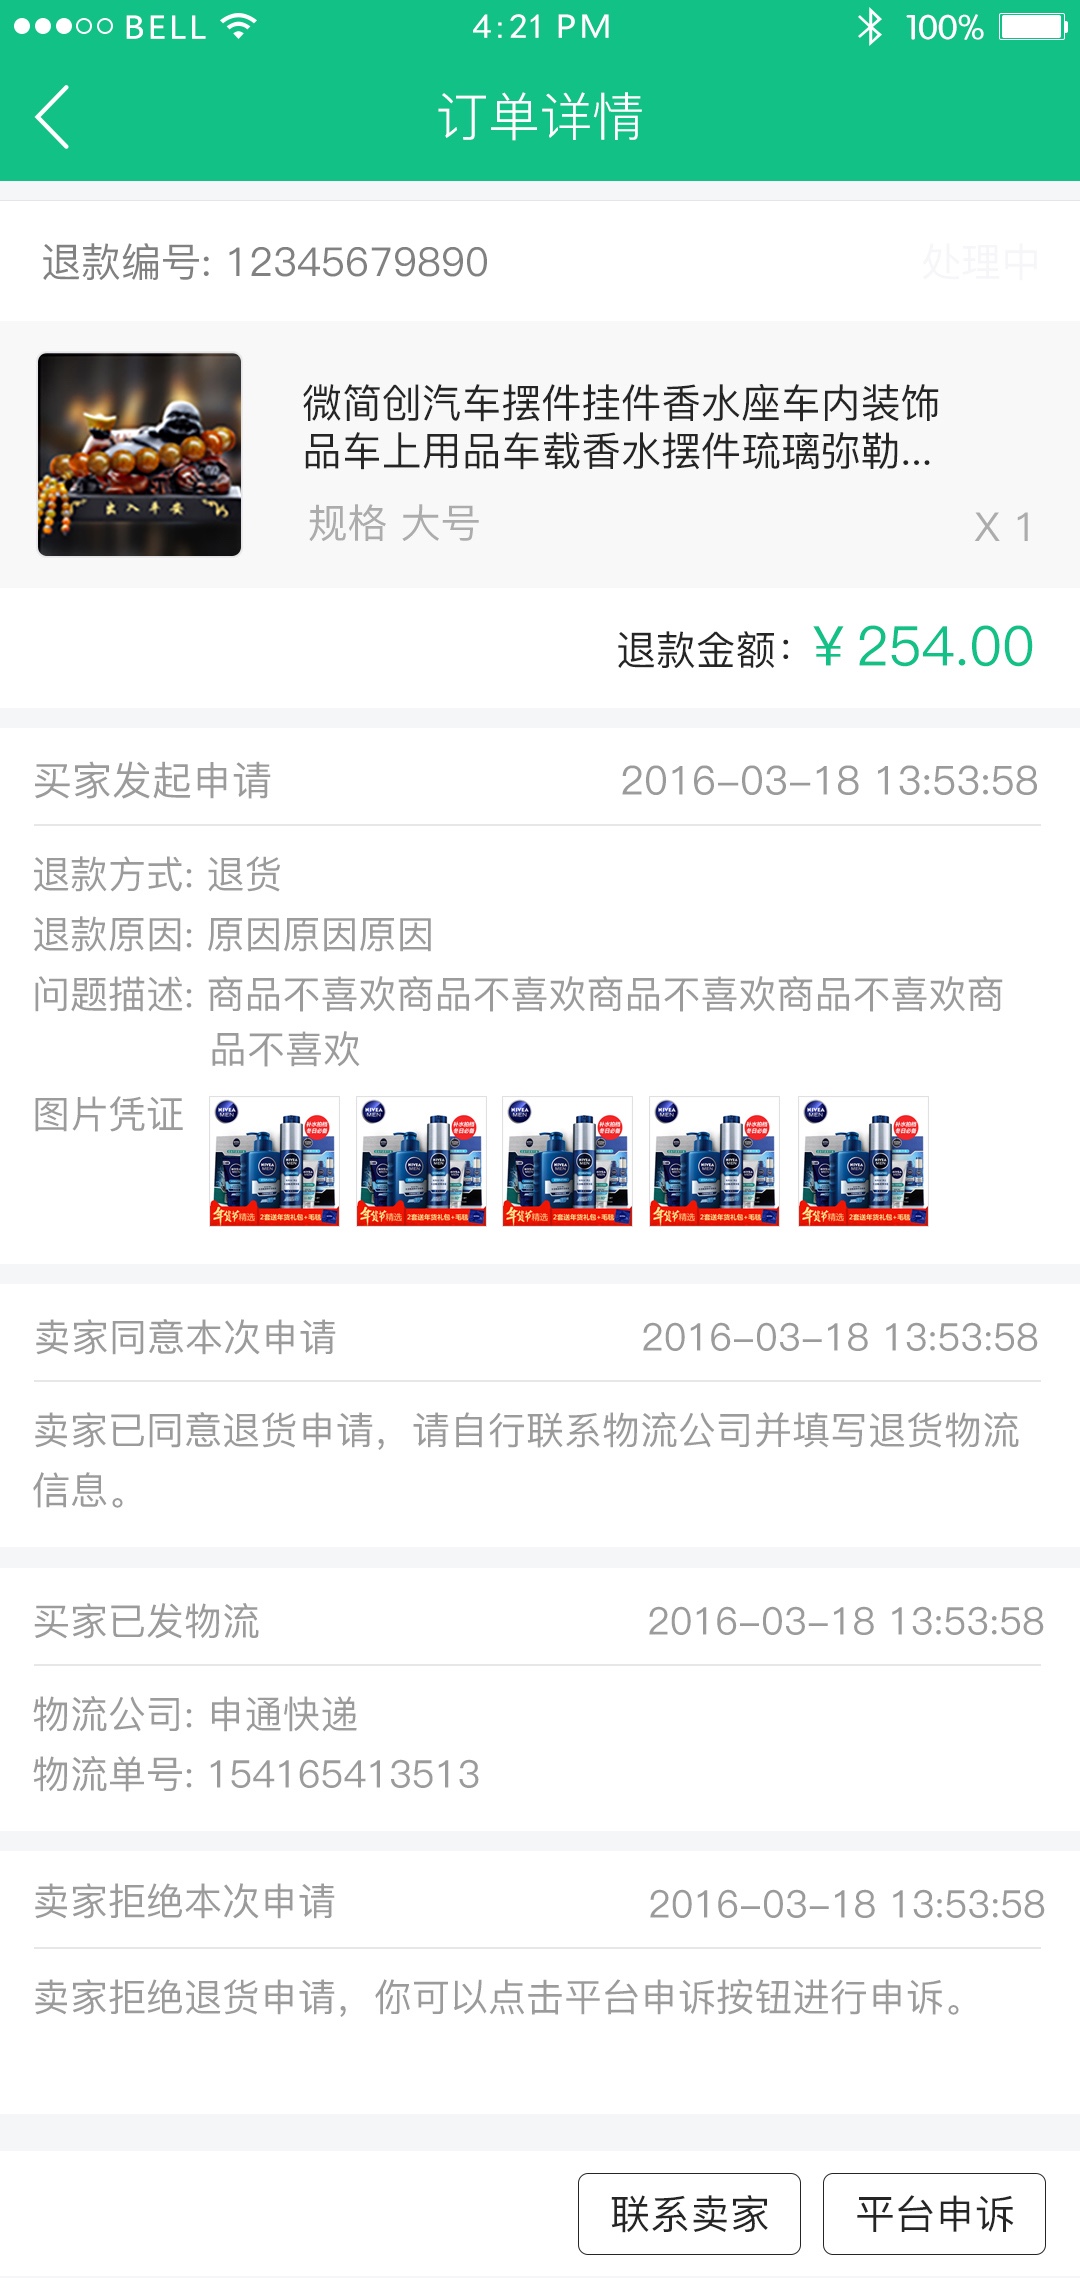 BELL 4:21 PM 100%
订单详情
退款编号: 12345679890 处理中
微简创汽车摆件挂件香水座车内装饰
品车上用品车载香水摆件琉璃弥勒...
出入平安
规格 大号 X 1
退款金额: ¥ 254.00
买家发起申请 2016-03-18 13:53:58
退款方式: 退货
退款原因: 原因原因原因
问题描述: 商品不喜欢商品不喜欢商品不喜欢商品不喜欢商
品不喜欢
图片凭证
卖家同意本次申请 2016-03-18 13:53:58
卖家已同意退货申请，请自行联系物流公司并填写退货物流
信息。
买家已发物流 2016-03-18 13:53:58
物流公司: 申通快递
物流单号: 154165413513
卖家拒绝本次申请 2016-03-18 13:53:58
卖家拒绝退货申请，你可以点击平台申诉按钮进行申诉。
联系卖家 平台申诉